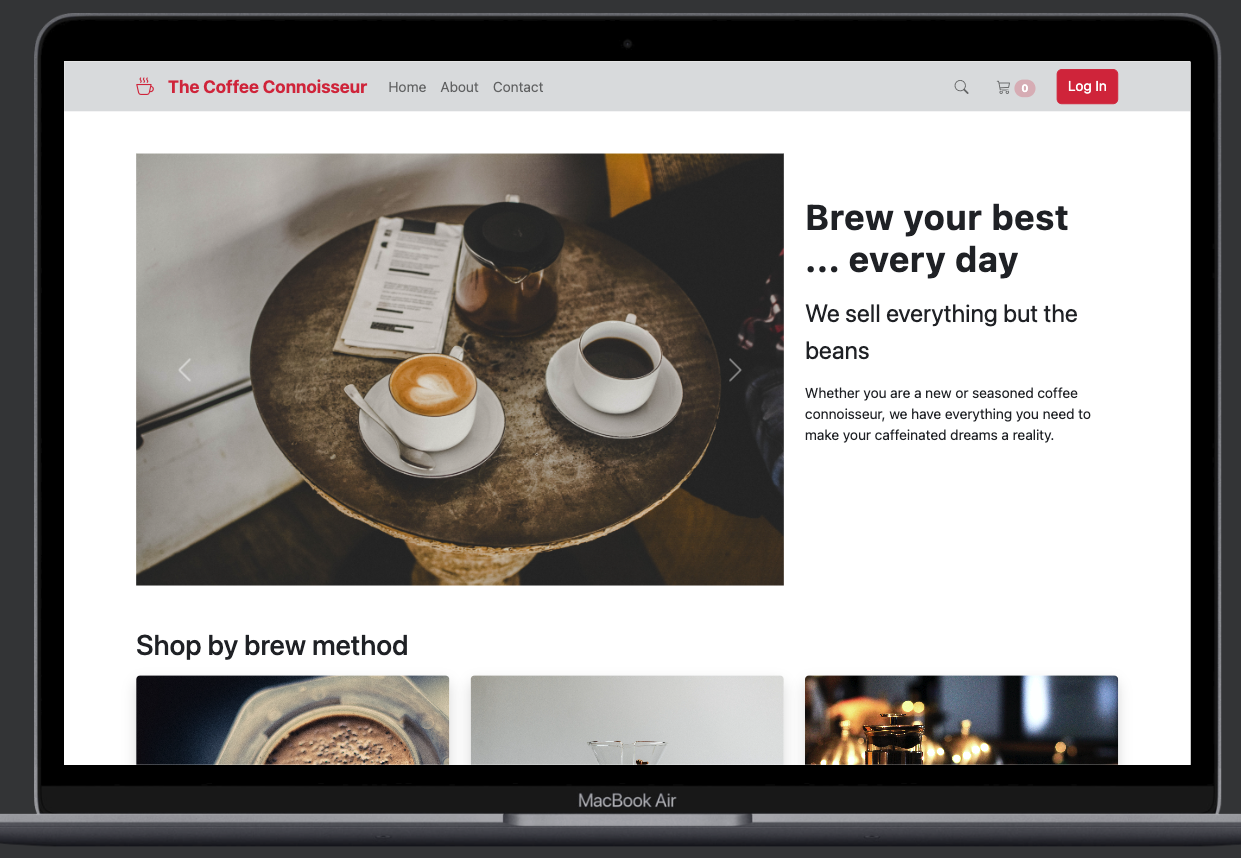 The Coffee Connoisseur Home About Contact 0 Log In
Brew your best
... every day
We sell everything but the
beans
Whether you are a new or seasoned coffee
connoisseur, we have everything you need to
make your caffeinated dreams a reality.
Shop by brew method
MacBook Air